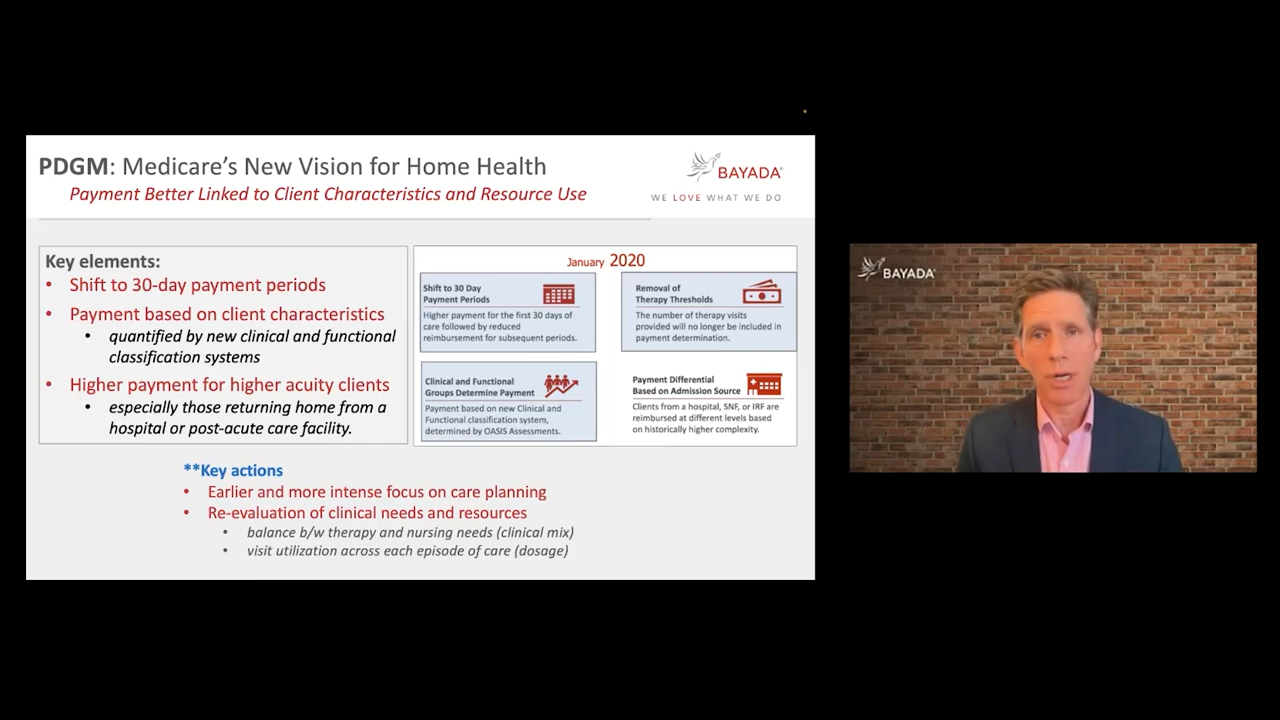 PDGM: Medicare's New Vision for Home Health
Payment Better Linked to Client Characteristics and Resource Use
BAYADA®
WE LOVE WHAT WE DO
Key elements:
• Shift to 30-day payment periods
• Payment based on client characteristics
• quantified by new clinical and functional
classification systems
• Higher payment for higher acuity clients
• especially those returning home from a
hospital or post-acute care facility.
January 2020
Shift to 30 Day
Payment Periods
Higher payment for the first 30 days of
care followed by reduced
reimbursement for subsequent periods.
Removal of
Therapy Thresholds
The number of therapy visits
provided will no longer be included in
payment determination.
Clinical and Functional
Groups Determine Payment
Payment based on new Clinical and
Functional classification system,
determined by OASIS Assessments.
Payment Differential
Based on Admission Source
Clients from a hospital, SNF, or IRF are
reimbursed at different levels based
on historically higher complexity.
**Key actions
• Earlier and more intense focus on care planning
• Re-evaluation of clinical needs and resources
• balance b/w therapy and nursing needs (clinical mix)
• visit utilization across each episode of care (dosage)
BAYADA®